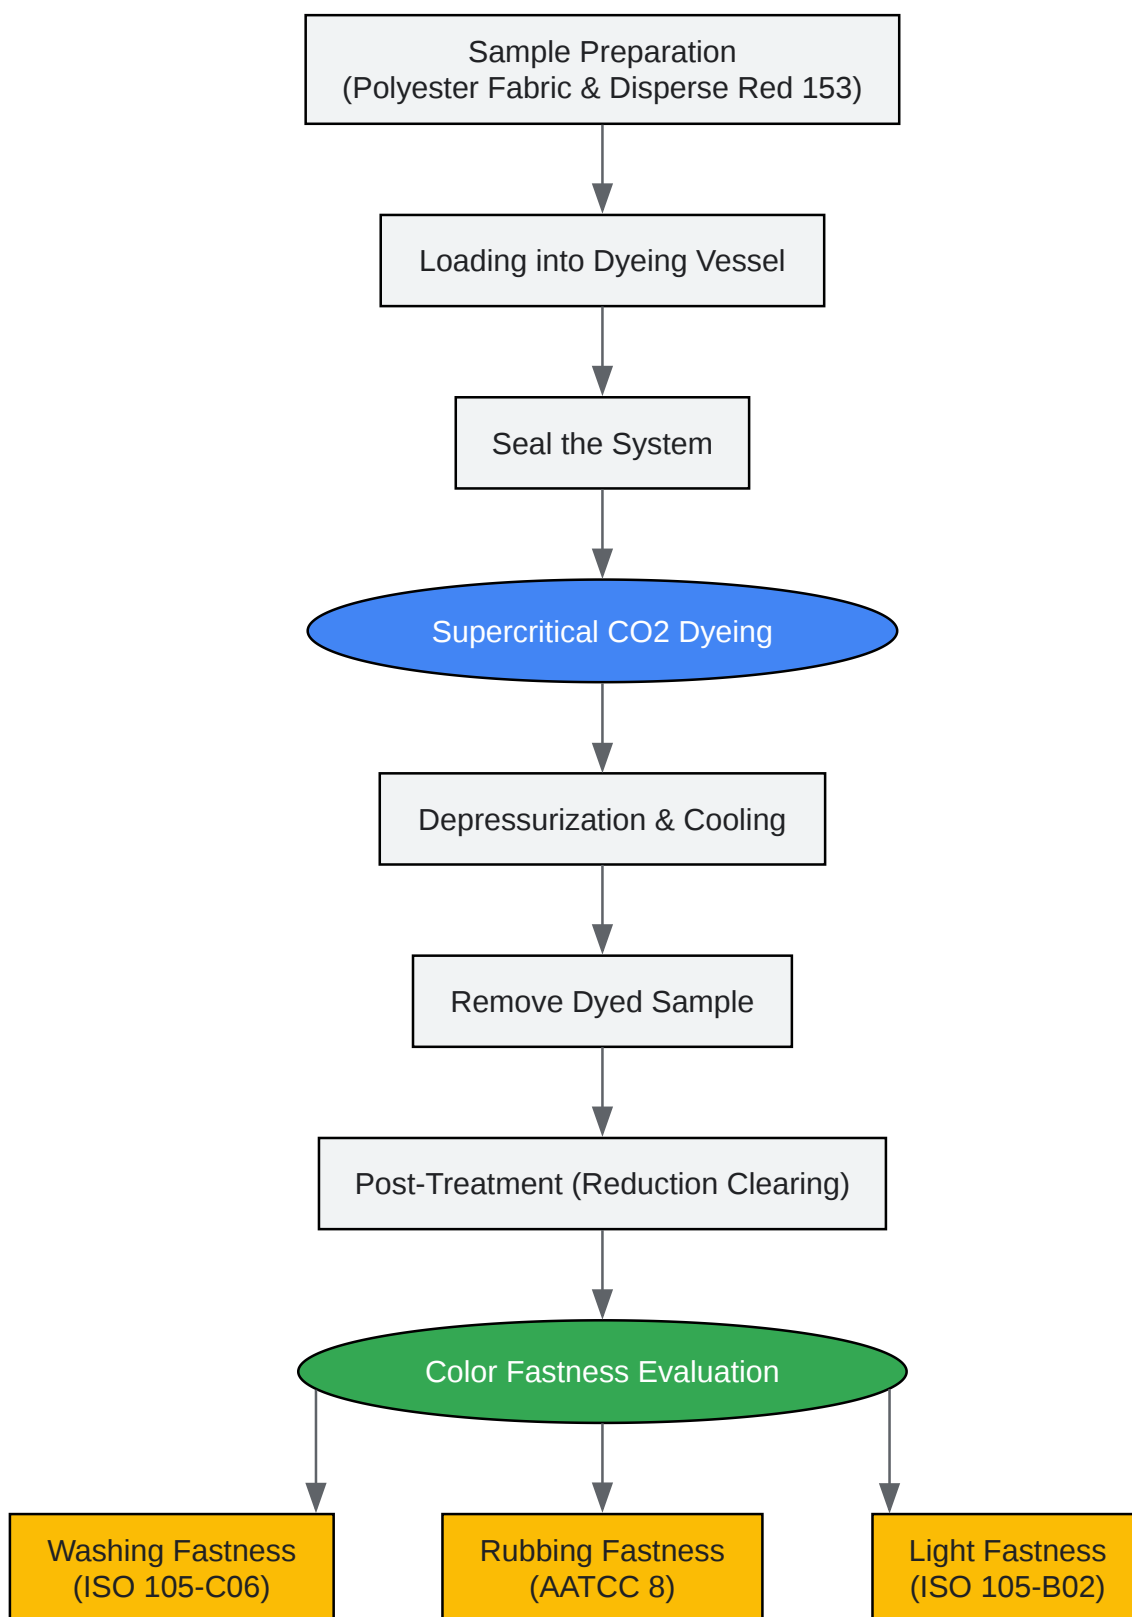 Sample Preparation
(Polyester Fabric & Disperse Red 153)
Loading into Dyeing Vessel
Seal the System
Supercritical CO2 Dyeing
Depressurization & Cooling
Remove Dyed Sample
Post-Treatment (Reduction Clearing)
Color Fastness Evaluation
Washing Fastness
(ISO 105-C06)
Rubbing Fastness
(AATCC 8)
Light Fastness
(ISO 105-B02)